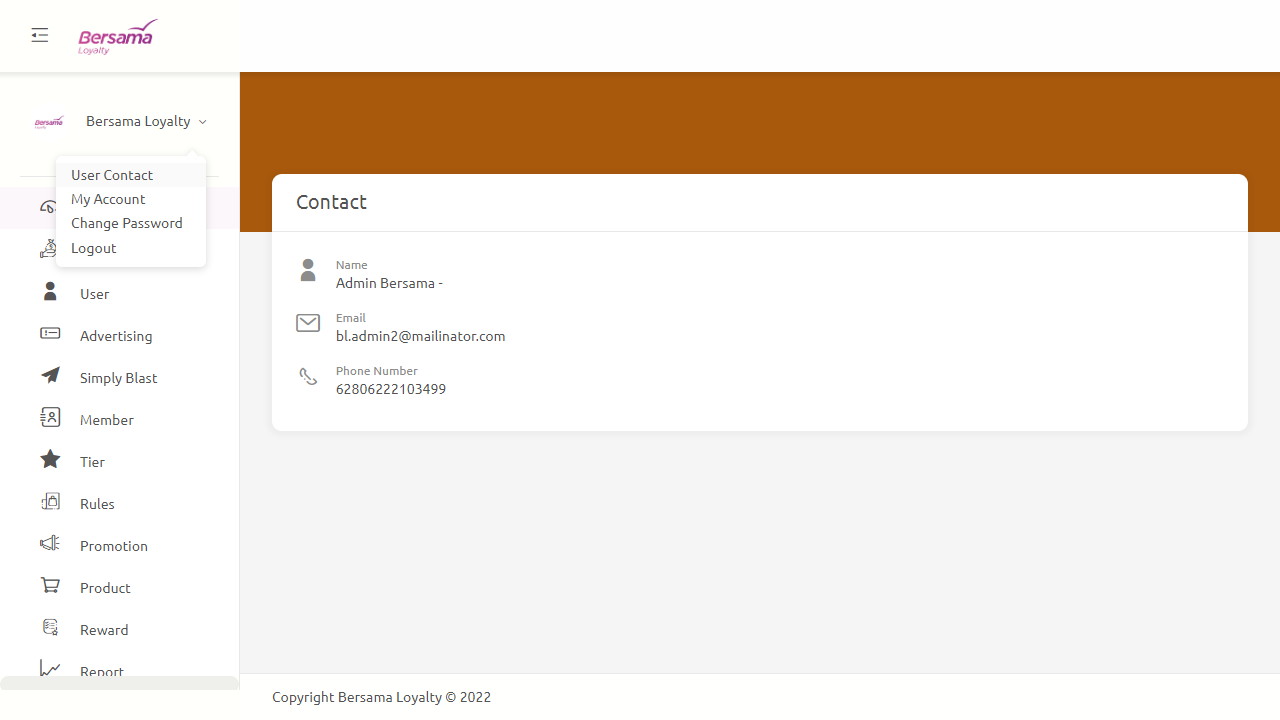 Bersama
Loyalty
Bersama
Loyalty
Bersama Loyalty
User Contact
My Account
Change Password
Logout
User
Advertising
Simply Blast
Member
Tier
Rules
Promotion
Product
Reward
Report
Contact
Name
Admin Bersama -
Email
bl.admin2@mailinator.com
Phone Number
62806222103499
Copyright Bersama Loyalty © 2022